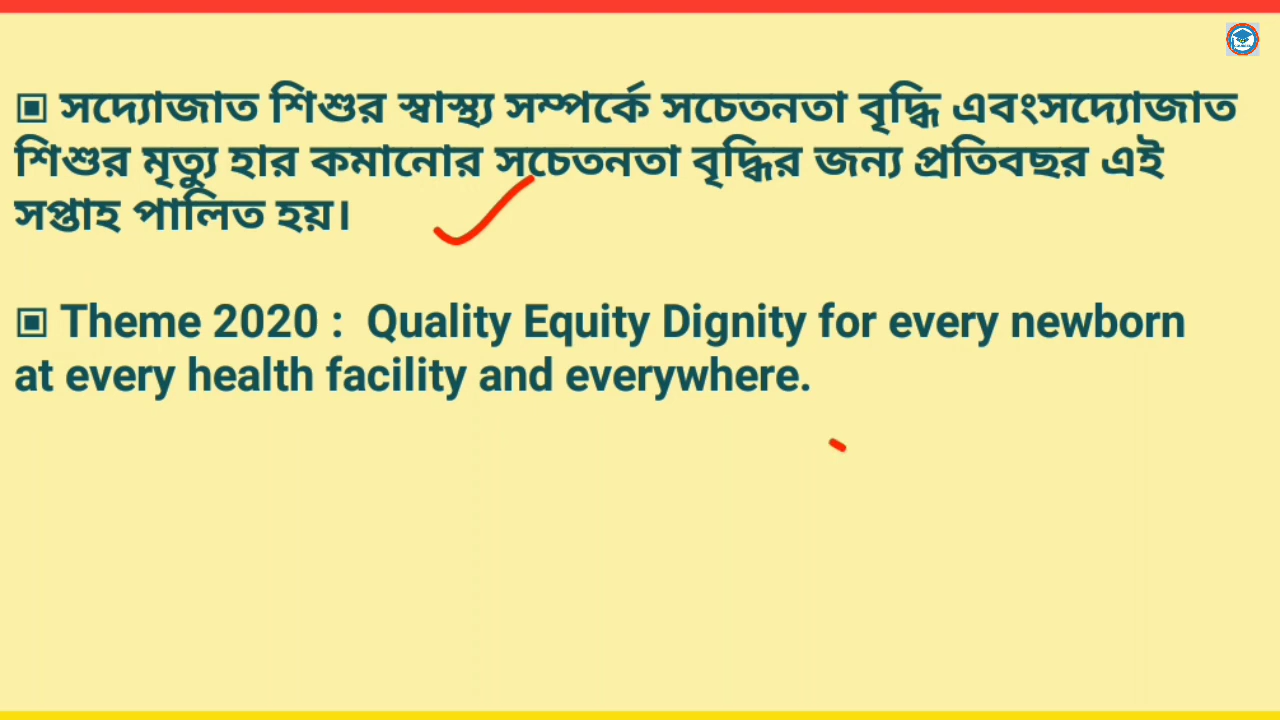 ▣ সদ্যোজাত শিশুর স্বাস্থ্য সম্পর্কে সচেতনতা বৃদ্ধি এবংসদ্যোজাত
শিশুর মৃত্যু হার কমানোর সচেতনতা বৃদ্ধির জন্য প্রতিবছর এই
সপ্তাহ পালিত হয়।
▣ Theme 2020 : Quality Equity Dignity for every newborn
at every health facility and everywhere.